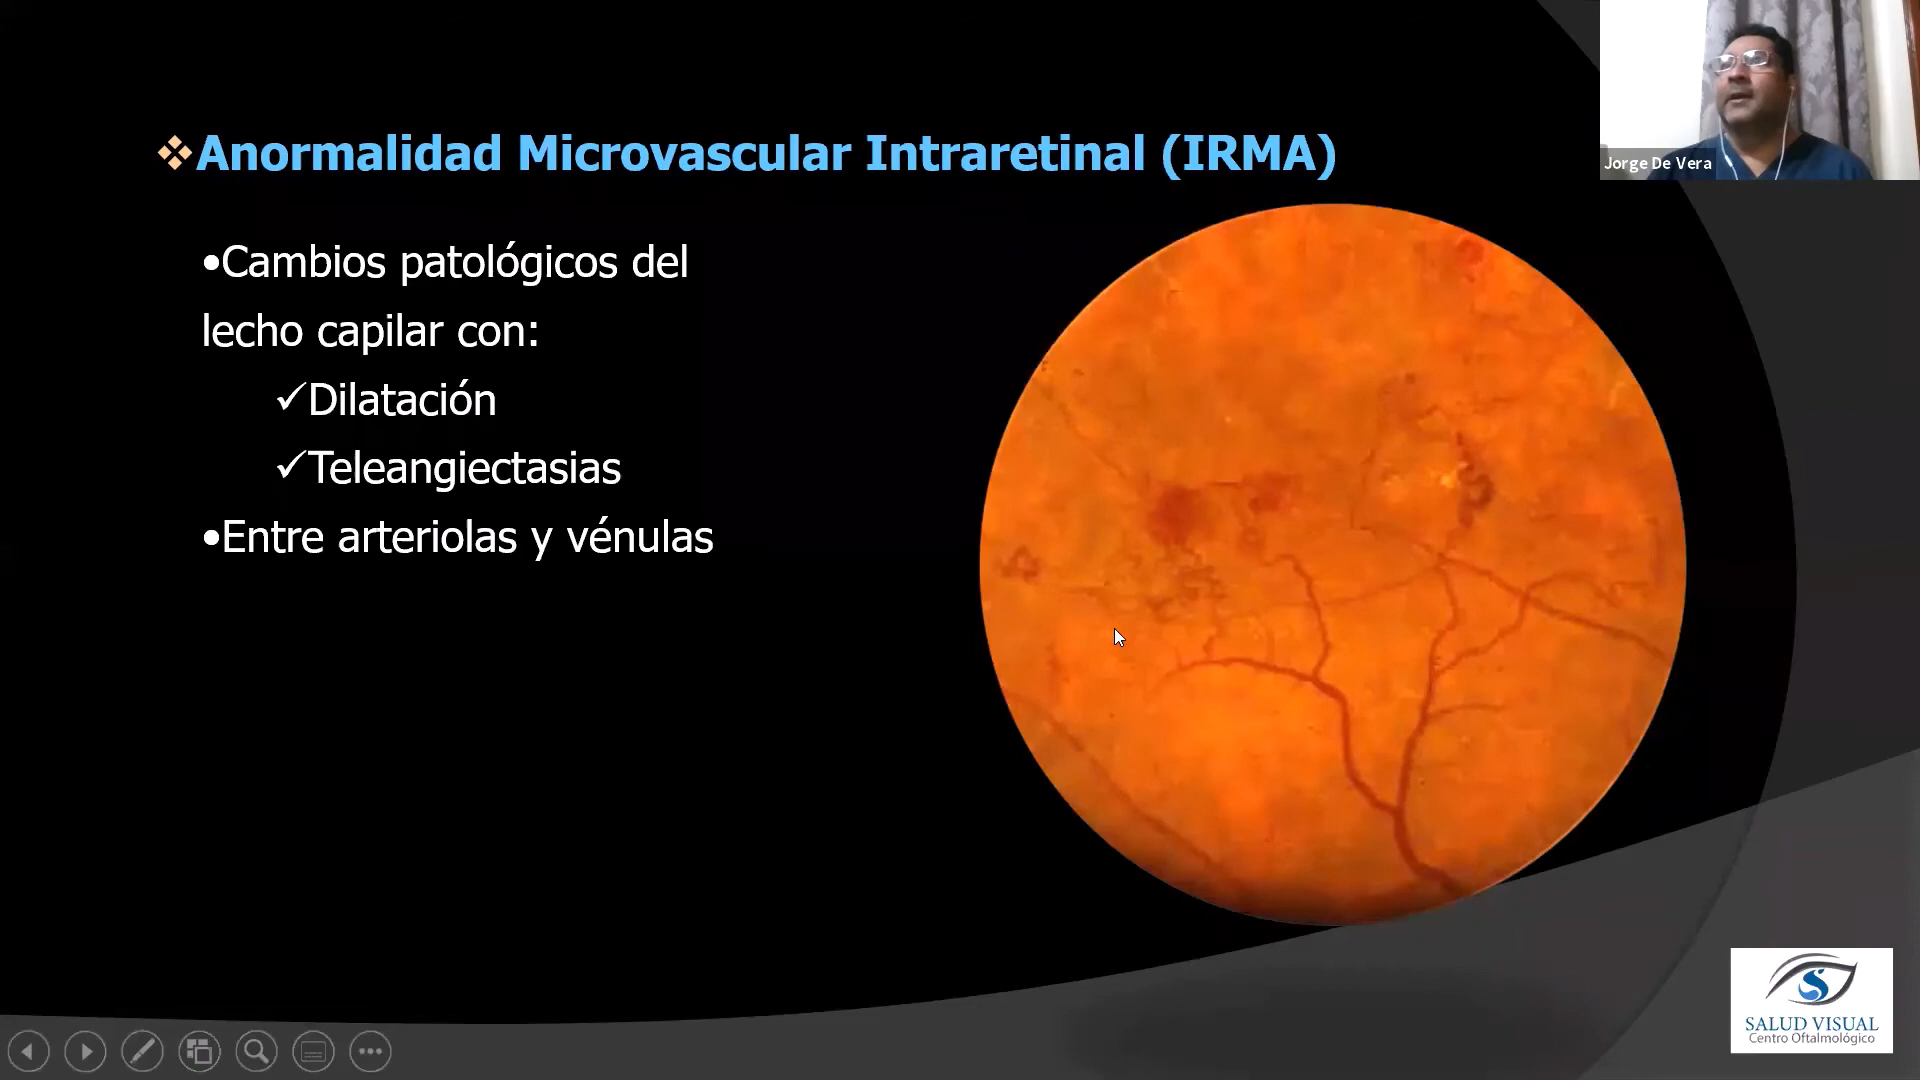 ❖Anormalidad Microvascular Intraretinal (IRMA)
•Cambios patológicos del
lecho capilar con:
✓Dilatación
✓Teleangiectasias
•Entre arteriolas y vénulas
Jorge De Vera
SALUD VISUAL
Centro Oftalmológico